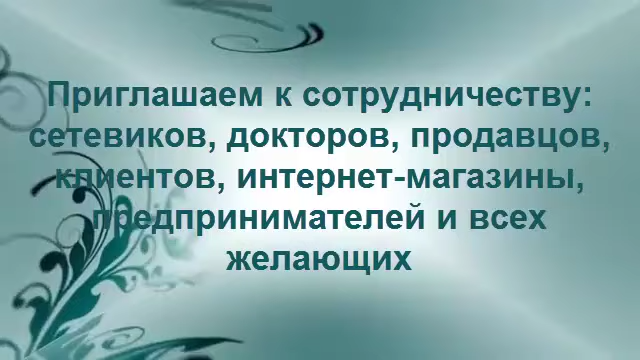 Приглашаем к сотрудничеству:
сетевиков, докторов, продавцов,
клиентов, интернет-магазины,
предпринимателей и всех
желающих